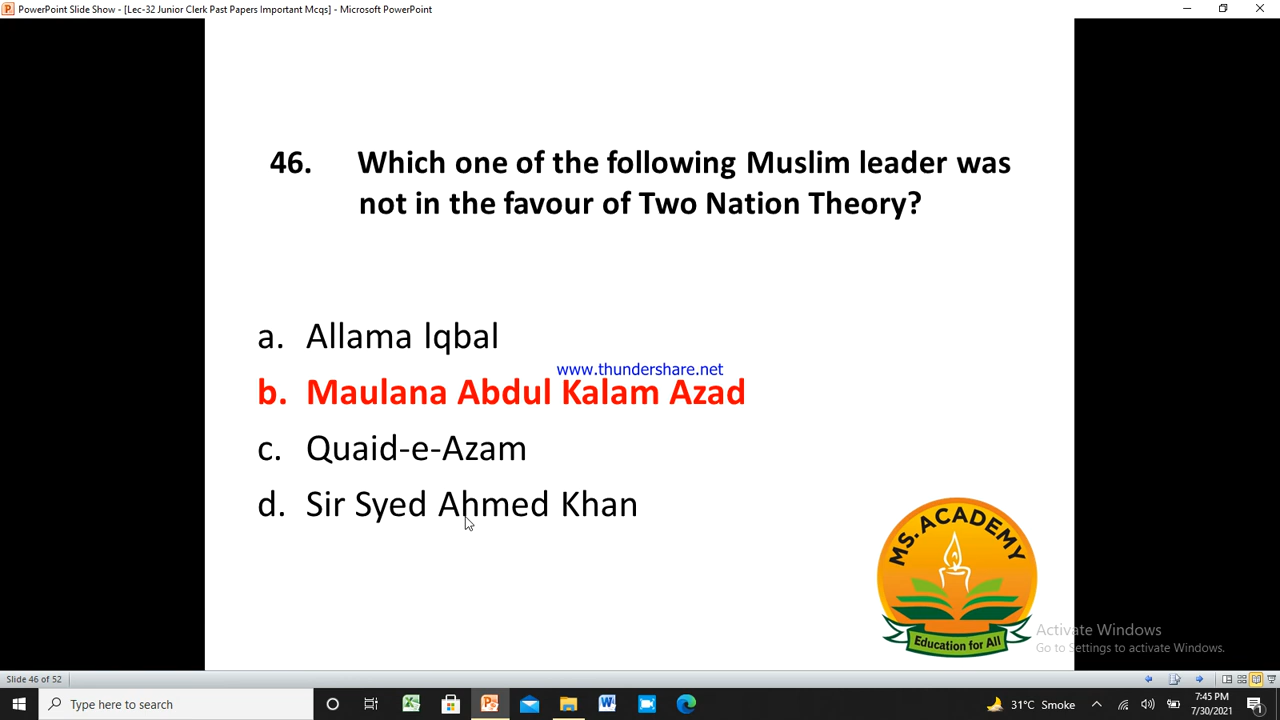 PowerPoint Slide Show - [Lec-32 Junior Clerk Past Papers Important Mcqs] - Microsoft PowerPoint
46. Which one of the following Muslim leader was
not in the favour of Two Nation Theory?
a. Allama lqbal
www.thundershare.net
b. Maulana Abdul Kalam Azad
c. Quaid-e-Azam
d. Sir Syed Ahmed Khan
MS.ACADEMY
Education for All
Activate Windows
Go to Settings to activate Windows.
Slide 46 of 52
Type here to search
31°C Smoke
7:45 PM
7/30/2021